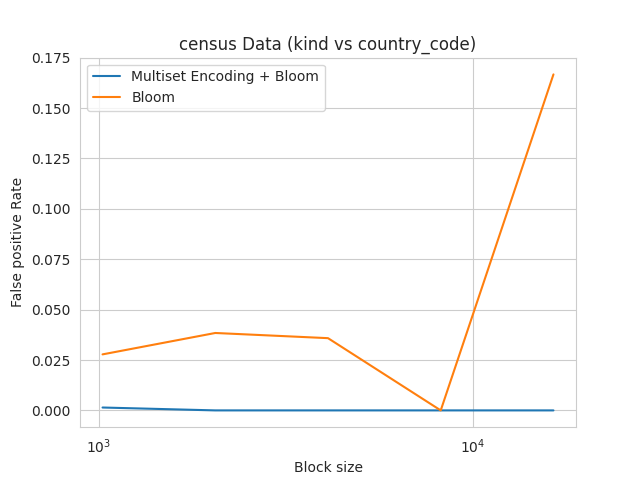 census Data (kind vs country_code)
Multiset Encoding + Bloom
Bloom
False positive Rate
0.175
0.150
0.125
0.100
0.075
0.050
0.025
0.000
10³
10⁴
Block size